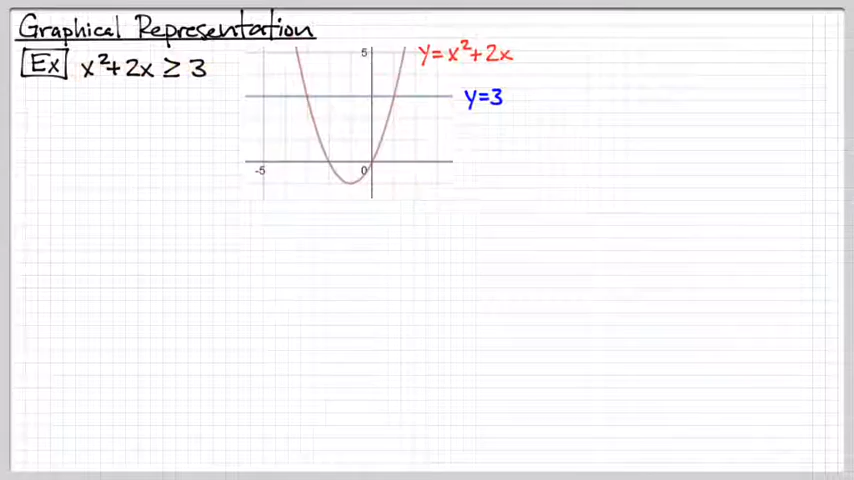 Graphical Representation
Ex x²+2x ≥ 3
y=x²+2x
y=3
5
-5
0